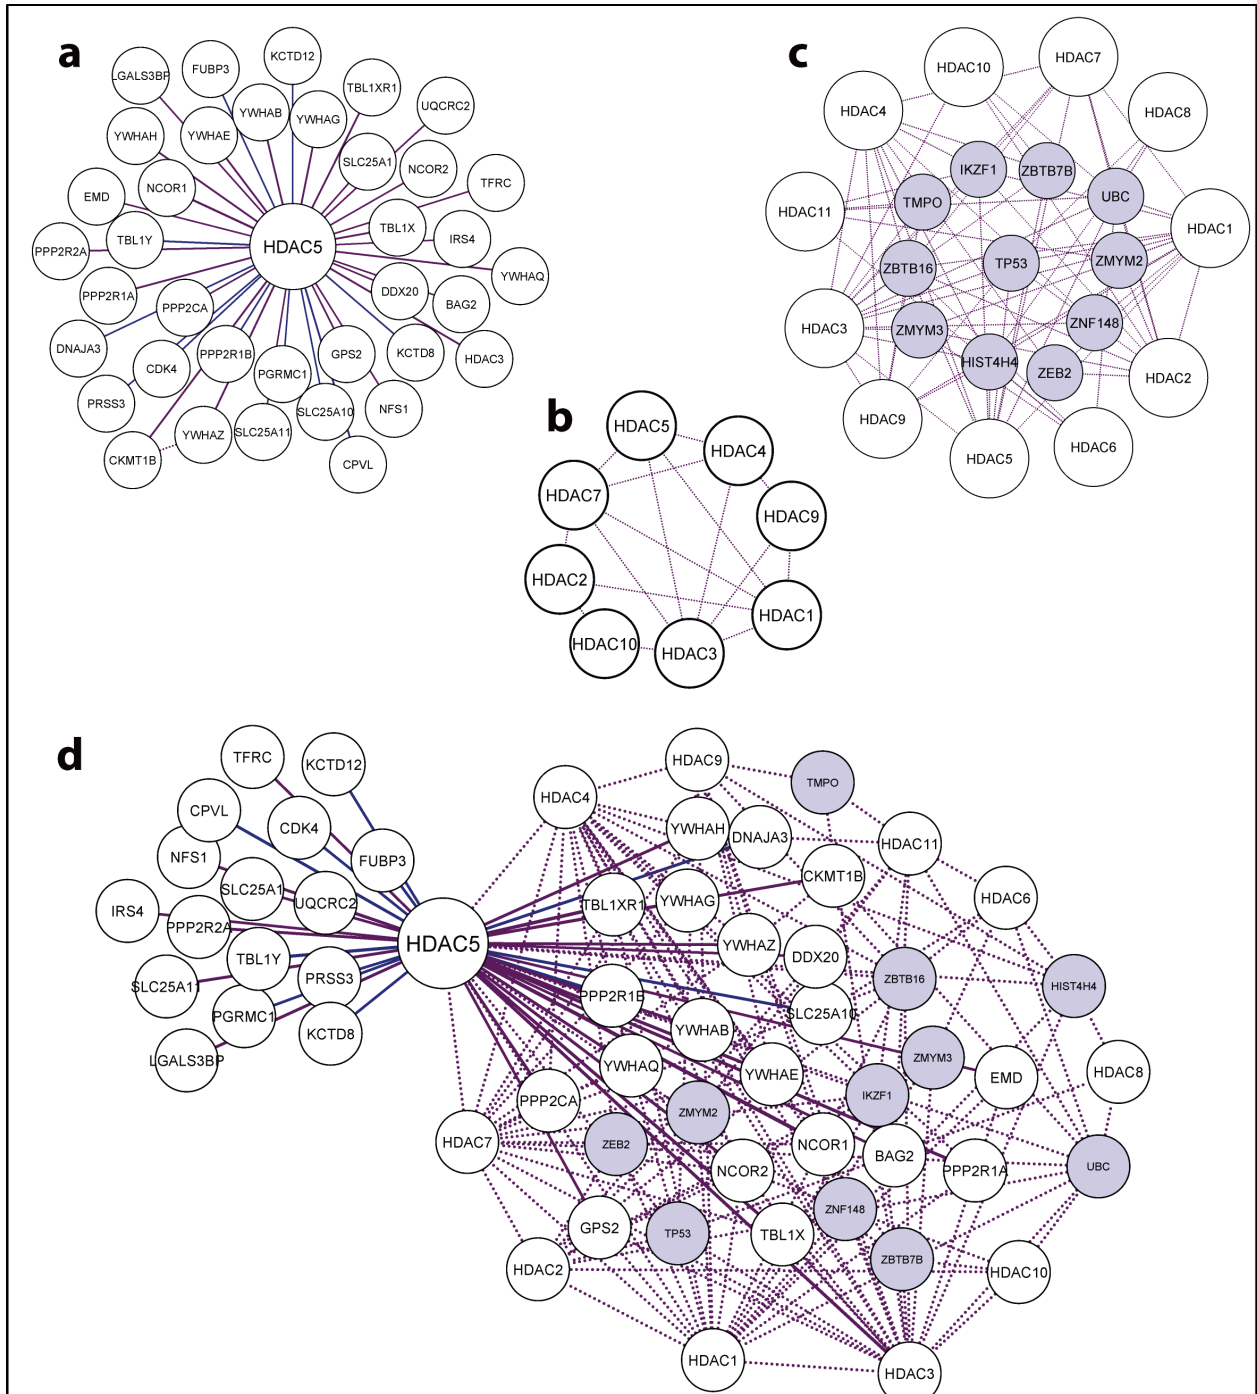 a
KCTD12
FUBP3
LGALS3BP
TBL1XR1
UQCRC2
YWHAB
YWHAG
YWHAH
YWHAE
SLC25A1
NCOR2
TFRC
NCOR1
EMD
TBL1X
IRS4
TBL1Y
HDAC5
PPP2R2A
YWHAQ
PPP2R1A
PPP2CA
DDX20
BAG2
DNAJA3
CDK4
PPP2R1B
GPS2
KCTD8
HDAC3
PGRMC1
PRSS3
SLC25A10
NFS1
YWHAZ
SLC25A11
CKMT1B
CPVL
c
HDAC7
HDAC10
HDAC4
HDAC8
IKZF1
ZBTB7B
TMPO
UBC
HDAC11
HDAC1
ZBTB16
TP53
ZMYM2
HDAC3
ZMYM3
ZNF148
HIST4H4
ZEB2
HDAC2
HDAC9
HDAC5
HDAC6
b
HDAC5
HDAC4
HDAC7
HDAC9
HDAC2
HDAC1
HDAC10
HDAC3
d
TFRC
KCTD12
CPVL
CDK4
NFS1
FUBP3
SLC25A1
UQCRC2
IRS4
PPP2R2A
HDAC5
TBL1Y
PRSS3
SLC25A11
PGRMC1
KCTD8
LGALS3BP
HDAC9
TMPO
HDAC4
YWHAH
DNAJA3
HDAC11
CKMT1B
TBL1XR1
YWHAG
HDAC6
YWHAZ
DDX20
ZBTB16
HIST4H4
PPP2R1B
SLC25A10
YWHAB
ZMYM3
YWHAQ
YWHAE
EMD
HDAC8
PPP2CA
IKZF1
ZMYM2
HDAC7
ZEB2
NCOR1
BAG2
NCOR2
PPP2R1A
UBC
ZNF148
GPS2
TP53
TBL1X
ZBTB7B
HDAC2
HDAC10
HDAC1
HDAC3